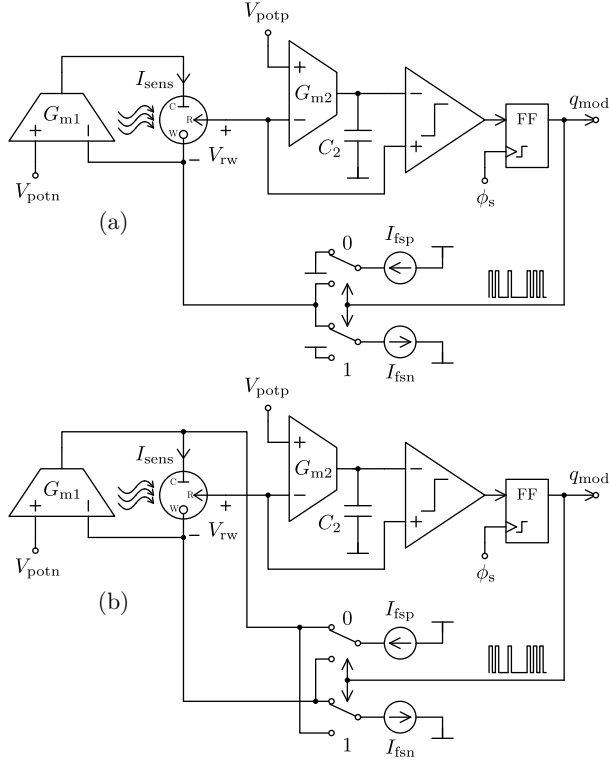 V_potp
I_sens
G_m1
C
R
W
G_m2
q_mod
FF
C_2
V_rw
V_potn
ϕ_s
(a)
0
I_fsp
1
I_fsn
V_potp
I_sens
G_m1
C
R
W
G_m2
q_mod
FF
C_2
V_rw
V_potn
ϕ_s
(b)
0
I_fsp
1
I_fsn